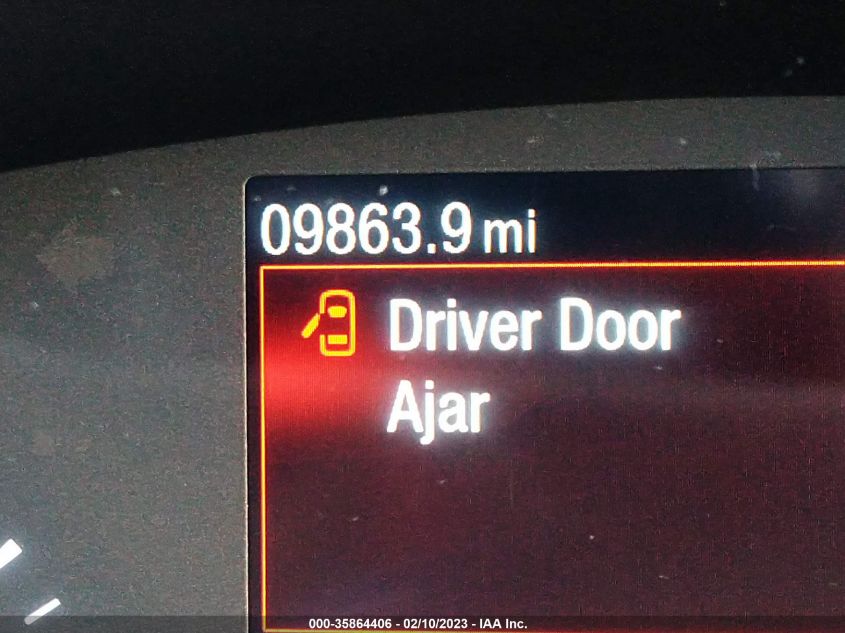 09863.9 mi
Driver Door
Ajar
000-35864406 - 02/10/2023 - IAA Inc.